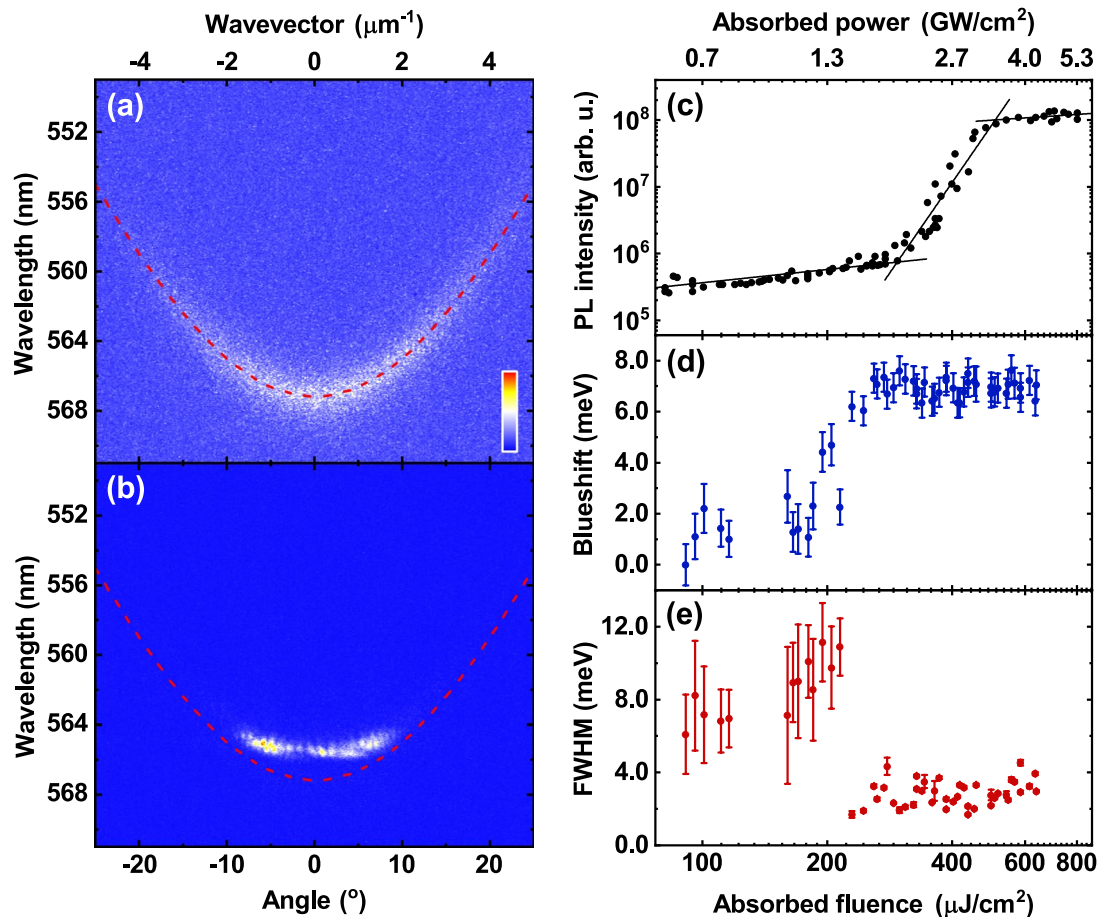 Wavevector (μm⁻¹)
-4 -2 0 2 4
(a)
552
556
560
564
568
Wavelength (nm)
(b)
552
556
560
564
568
Wavelength (nm)
-20 -10 0 10 20
Angle (º)
Absorbed power (GW/cm²)
0.7 1.3 2.7 4.0 5.3
(c)
10⁸
10⁷
10⁶
10⁵
PL intensity (arb. u.)
(d)
8.0
6.0
4.0
2.0
0.0
Blueshift (meV)
(e)
12.0
8.0
4.0
0.0
FWHM (meV)
100 200 400 600 800
Absorbed fluence (μJ/cm²)